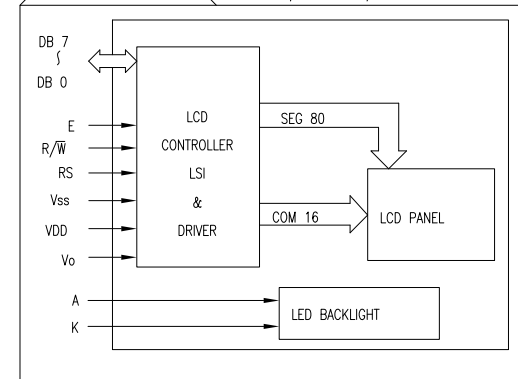 DB 7
∫
DB 0
E
R/W̅
RS
Vss
VDD
Vo
A
K
LCD
CONTROLLER
LSI
&
DRIVER
SEG 80
COM 16
LCD PANEL
LED BACKLIGHT